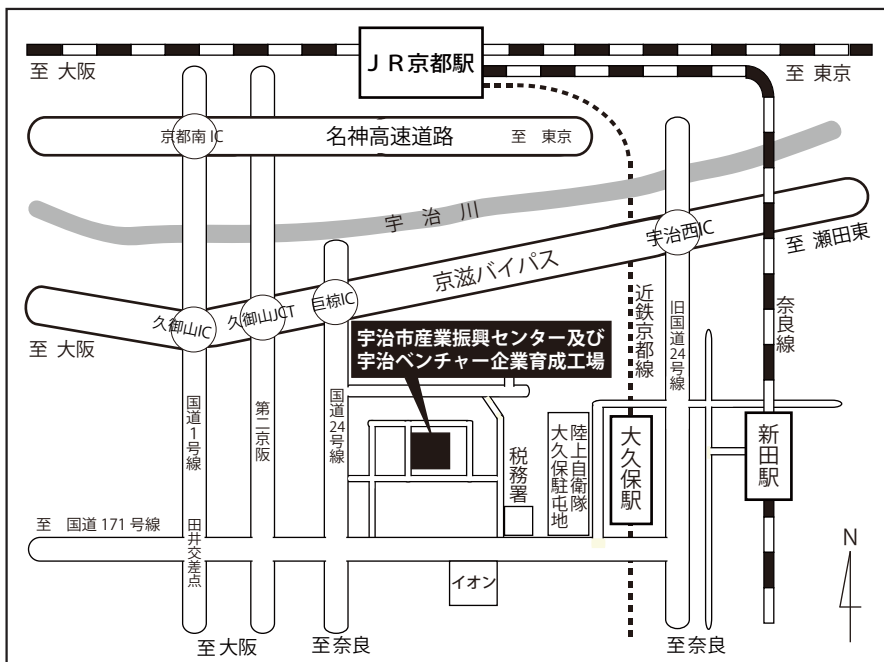 ＪＲ京都駅
至 大阪
至 東京
京都南IC
名神高速道路
至 東京
宇治川
宇治西IC
至 瀬田東
京滋バイパス
久御山IC
久御山JCT
巨椋IC
至 大阪
宇治市産業振興センター及び
宇治ベンチャー企業育成工場
近鉄京都線
旧国道24号線
奈良線
国道1号線
第二京阪
国道24号線
税務署
陸上自衛隊
大久保駐屯地
大久保駅
新田駅
至 国道171号線
田井交差点
イオン
N
至大阪
至奈良
至奈良